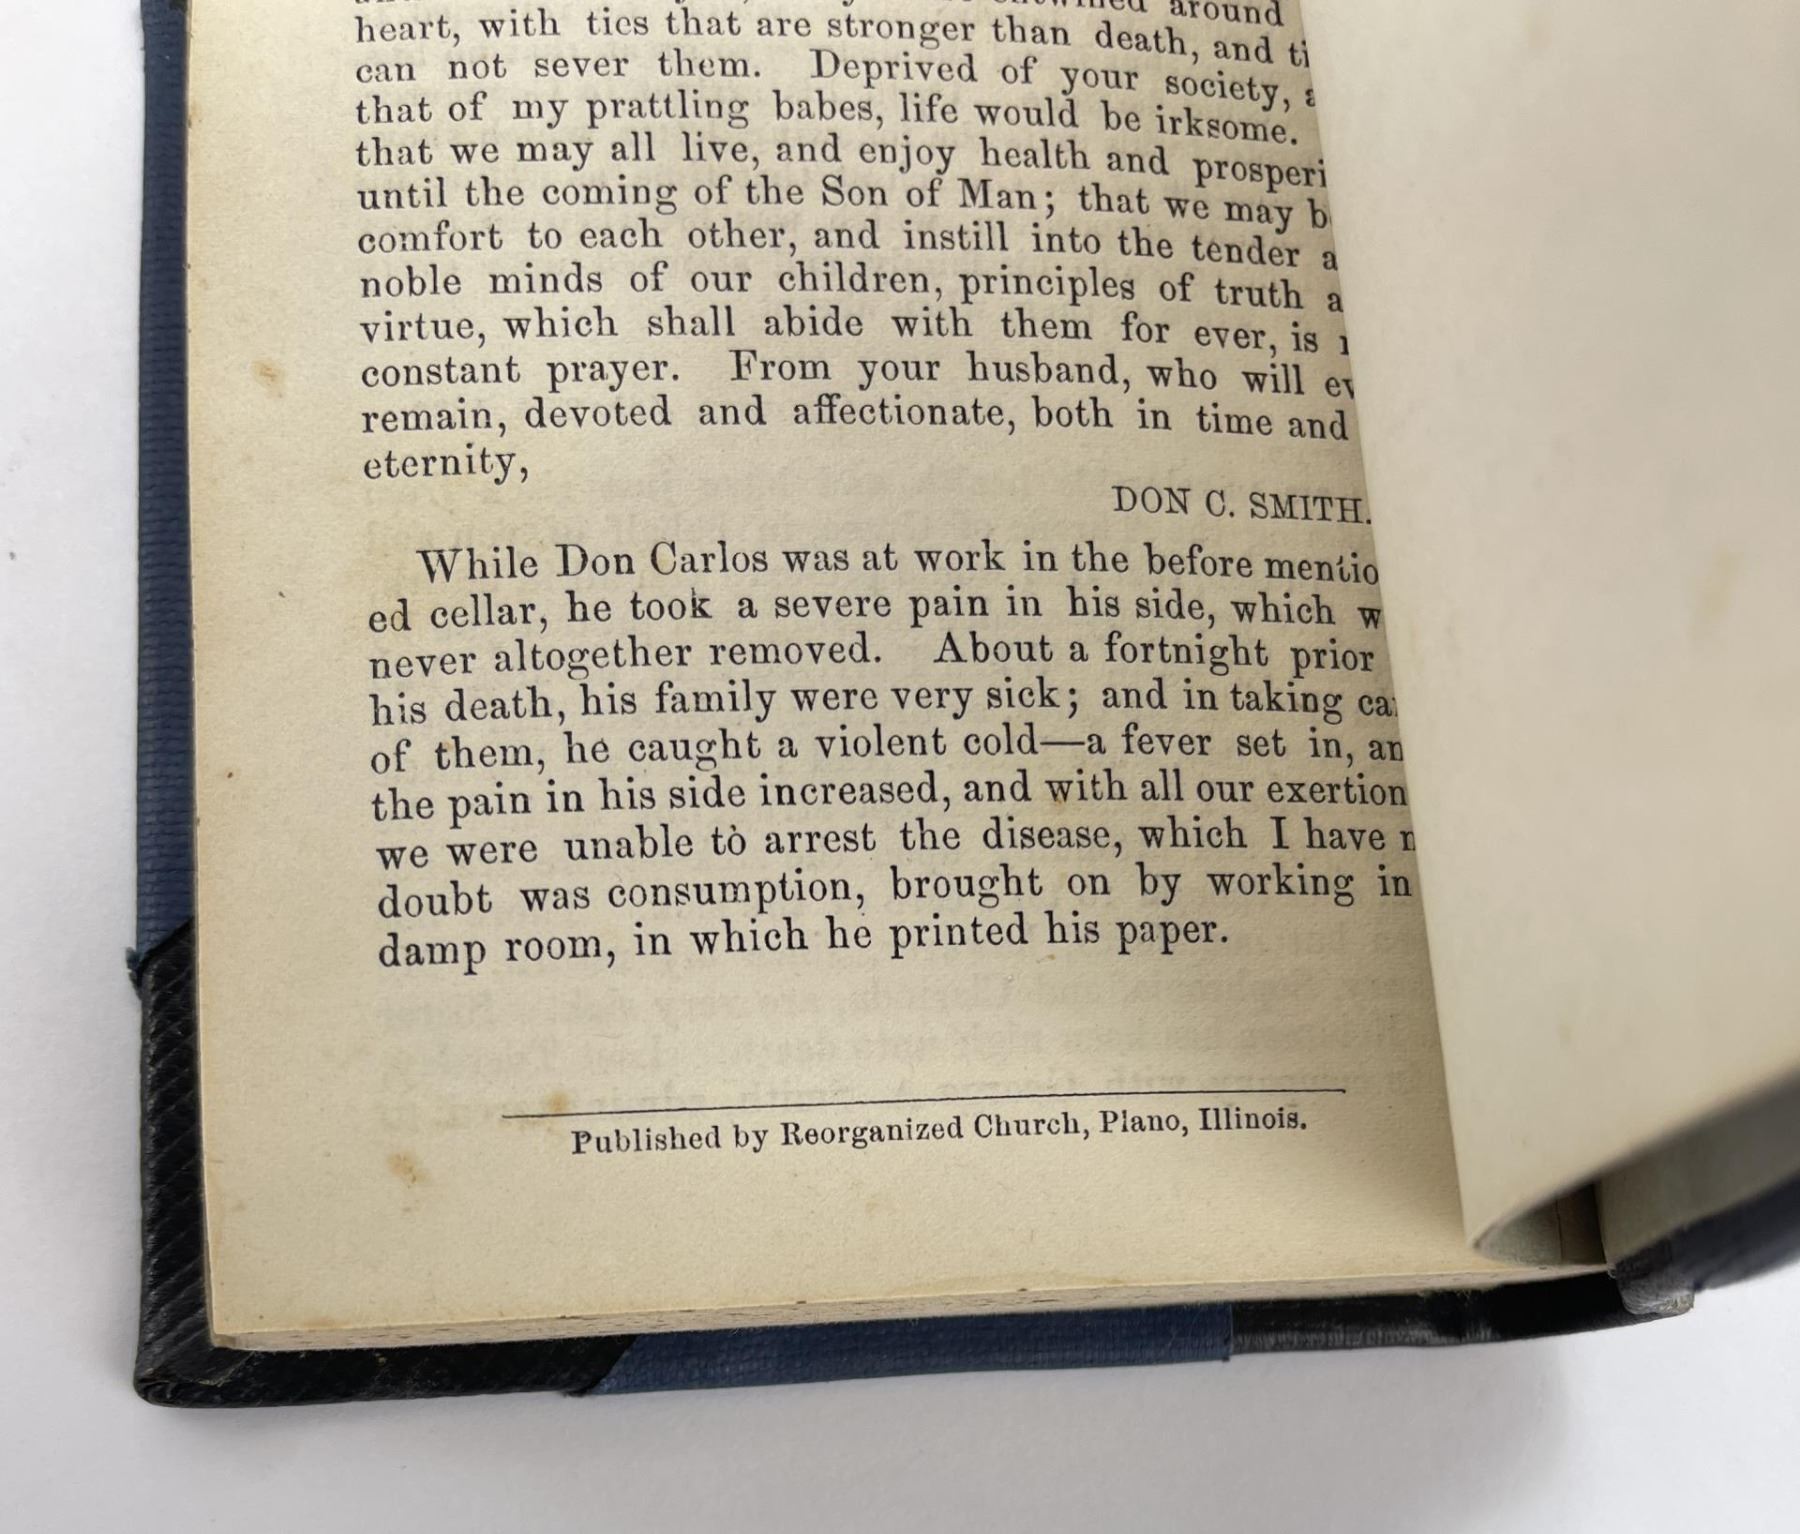 entwined around
heart, with ties that are stronger than death, and ti
can not sever them. Deprived of your society, a
that of my prattling babes, life would be irksome.
that we may all live, and enjoy health and prosperi
until the coming of the Son of Man; that we may b
comfort to each other, and instill into the tender a
noble minds of our children, principles of truth a
virtue, which shall abide with them for ever, is
constant prayer. From your husband, who will ev
remain, devoted and affectionate, both in time and
eternity,
DON C. SMITH.
While Don Carlos was at work in the before mentio
ed cellar, he took a severe pain in his side, which w
never altogether removed. About a fortnight prior
his death, his family were very sick; and in taking ca
of them, he caught a violent cold—a fever set in, an
the pain in his side increased, and with all our exertion
we were unable to arrest the disease, which I have n
doubt was consumption, brought on by working in
damp room, in which he printed his paper.
Published by Reorganized Church, Plano, Illinois.